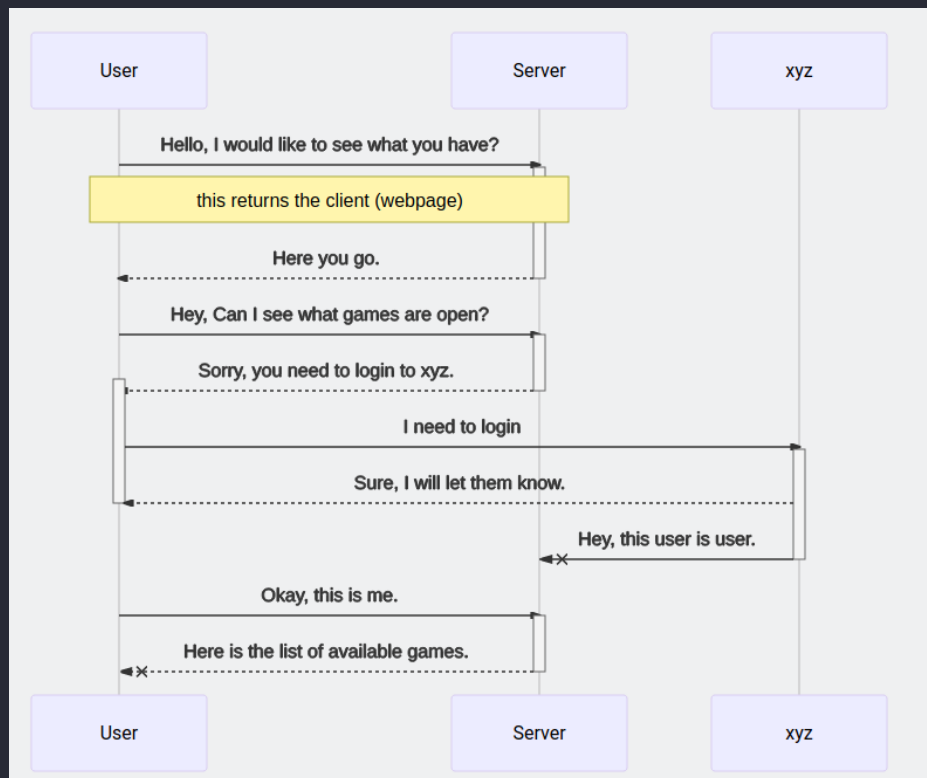 User
Server
xyz
Hello, I would like to see what you have?
this returns the client (webpage)
Here you go.
Hey, Can I see what games are open?
Sorry, you need to login to xyz.
I need to login
Sure, I will let them know.
Hey, this user is user.
Okay, this is me.
Here is the list of available games.
User
Server
xyz